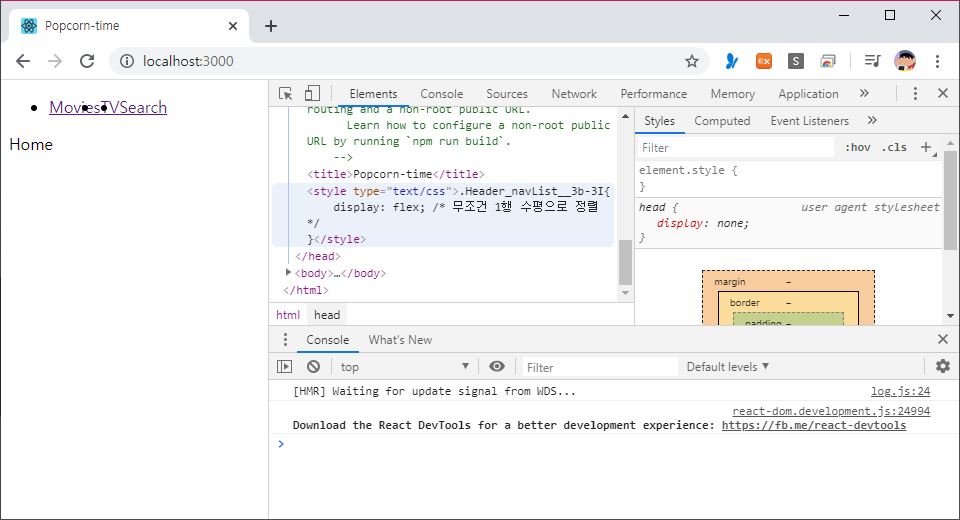 Popcorn-time
localhost:3000
MoviesTVSearch
Home
Elements Console Sources Network Performance Memory Application »
routing and a non-root public URL.
Learn how to configure a non-root public
URL by running `npm run build`.
-->
<title>Popcorn-time</title>
<style type="text/css">.Header_navList__3b-3I{
display: flex; /* 무조건 1행 수평으로 정렬
*/
}</style>
</head>
<body>…</body>
</html>
html head
Styles Computed Event Listeners »
Filter :hov .cls +
element.style {
}
head { user agent stylesheet
display: none;
}
margin -
border -
padding -
Console What's New
top Filter Default levels ▼
[HMR] Waiting for update signal from WDS... log.js:24
react-dom.development.js:24994
Download the React DevTools for a better development experience: https://fb.me/react-devtools